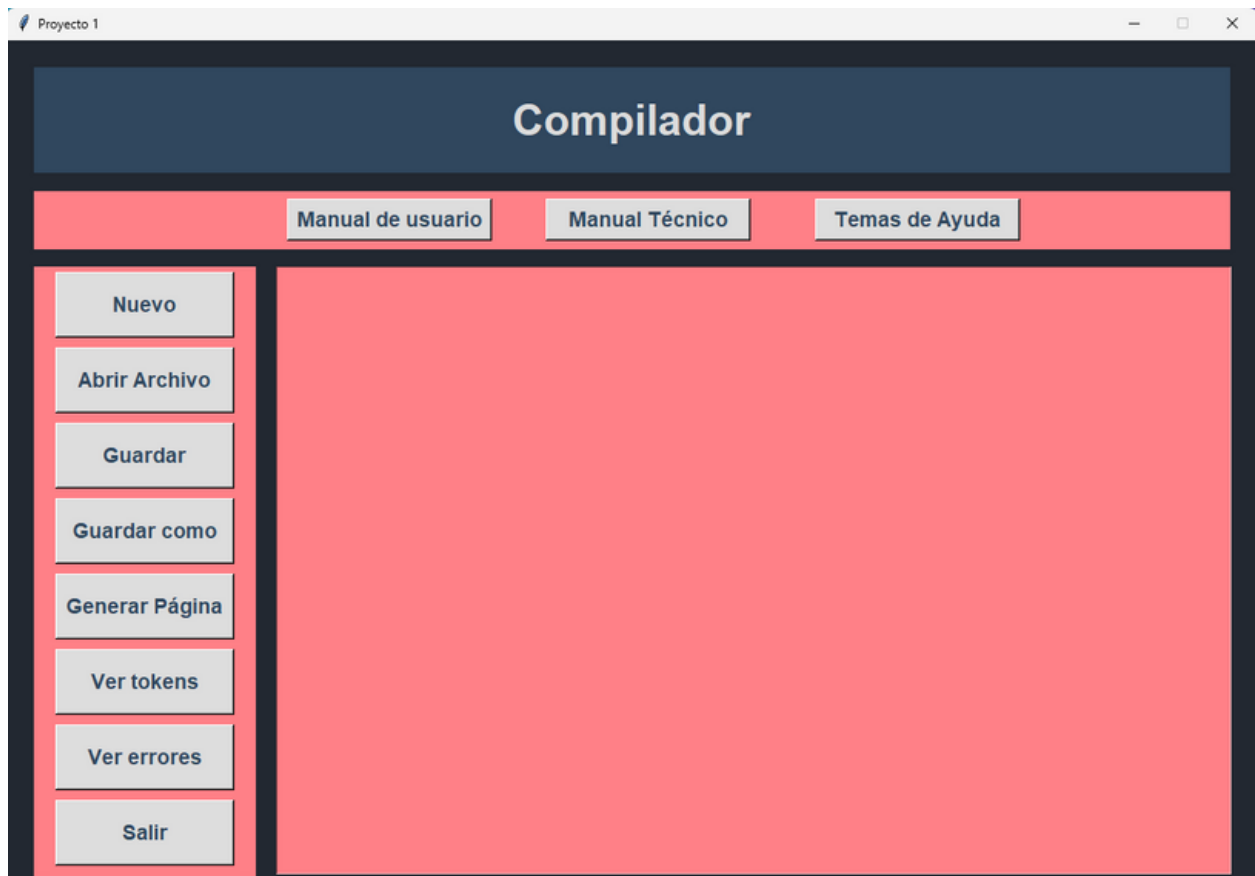 Proyecto 1
Compilador
Manual de usuario
Manual Técnico
Temas de Ayuda
Nuevo
Abrir Archivo
Guardar
Guardar como
Generar Página
Ver tokens
Ver errores
Salir